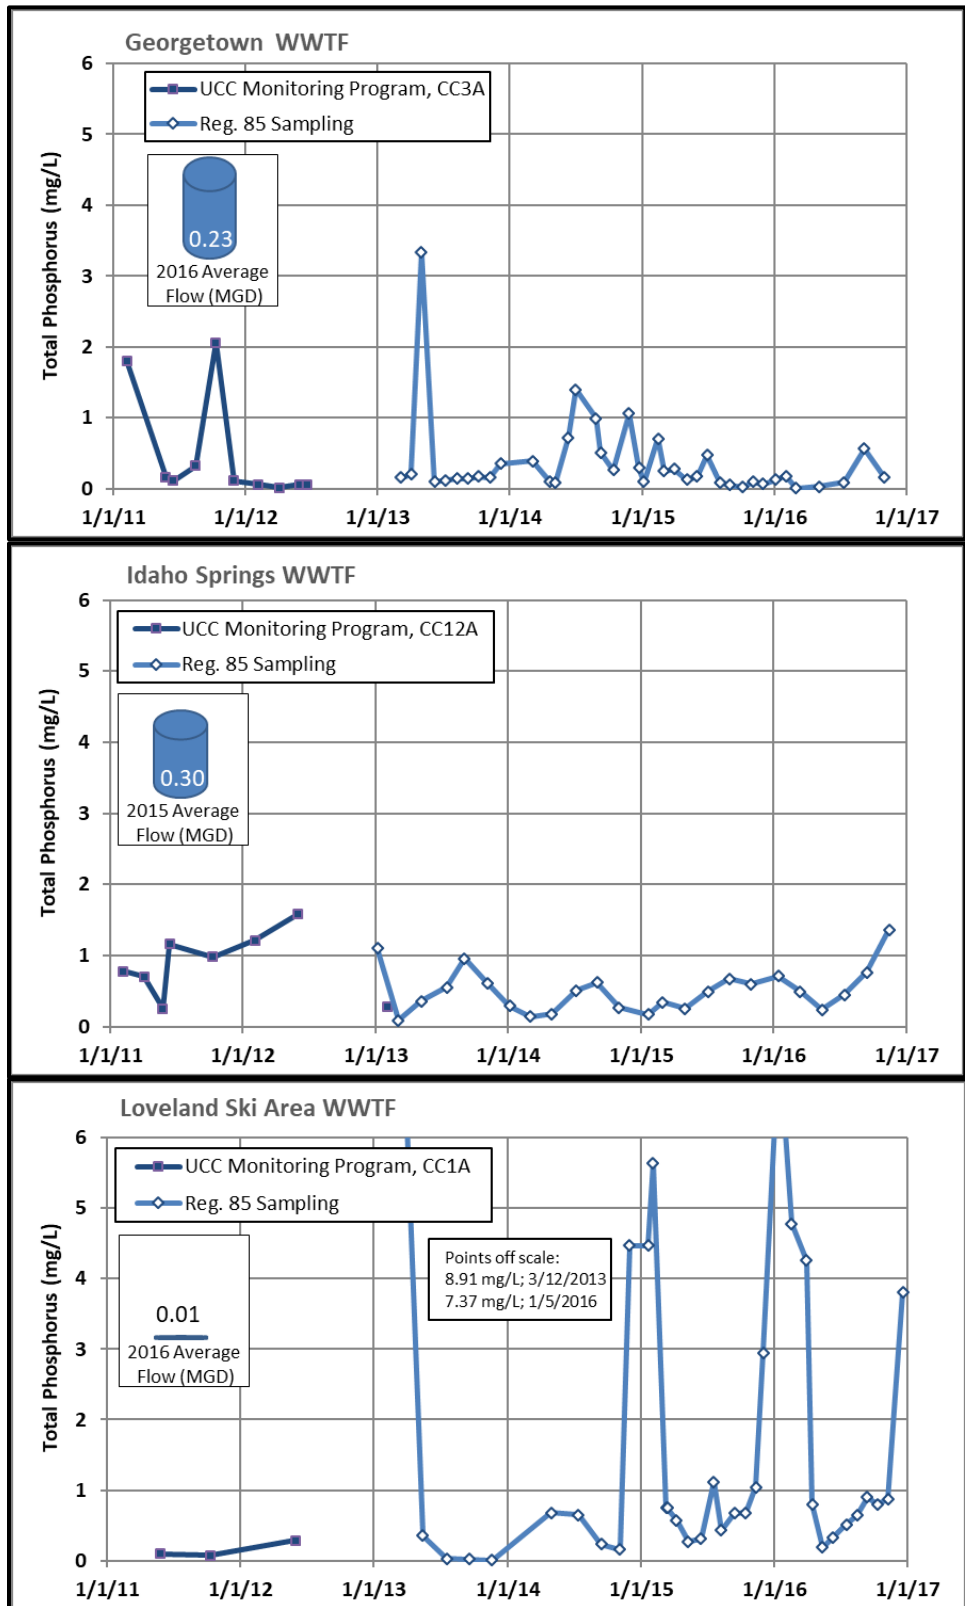 Georgetown  WWTF
6
UCC Monitoring Program, CC3A
Reg. 85 Sampling
5
4
3
2
1
0
Total Phosphorus (mg/L)
0.23
2016 Average
Flow (MGD)
1/1/11 1/1/12 1/1/13 1/1/14 1/1/15 1/1/16 1/1/17
Idaho Springs WWTF
6
UCC Monitoring Program, CC12A
Reg. 85 Sampling
5
4
3
2
1
0
Total Phosphorus (mg/L)
0.30
2015 Average
Flow (MGD)
1/1/11 1/1/12 1/1/13 1/1/14 1/1/15 1/1/16 1/1/17
Loveland Ski Area WWTF
6
UCC Monitoring Program, CC1A
Reg. 85 Sampling
5
4
3
2
1
0
Total Phosphorus (mg/L)
Points off scale:
8.91 mg/L; 3/12/2013
7.37 mg/L; 1/5/2016
0.01
2016 Average
Flow (MGD)
1/1/11 1/1/12 1/1/13 1/1/14 1/1/15 1/1/16 1/1/17